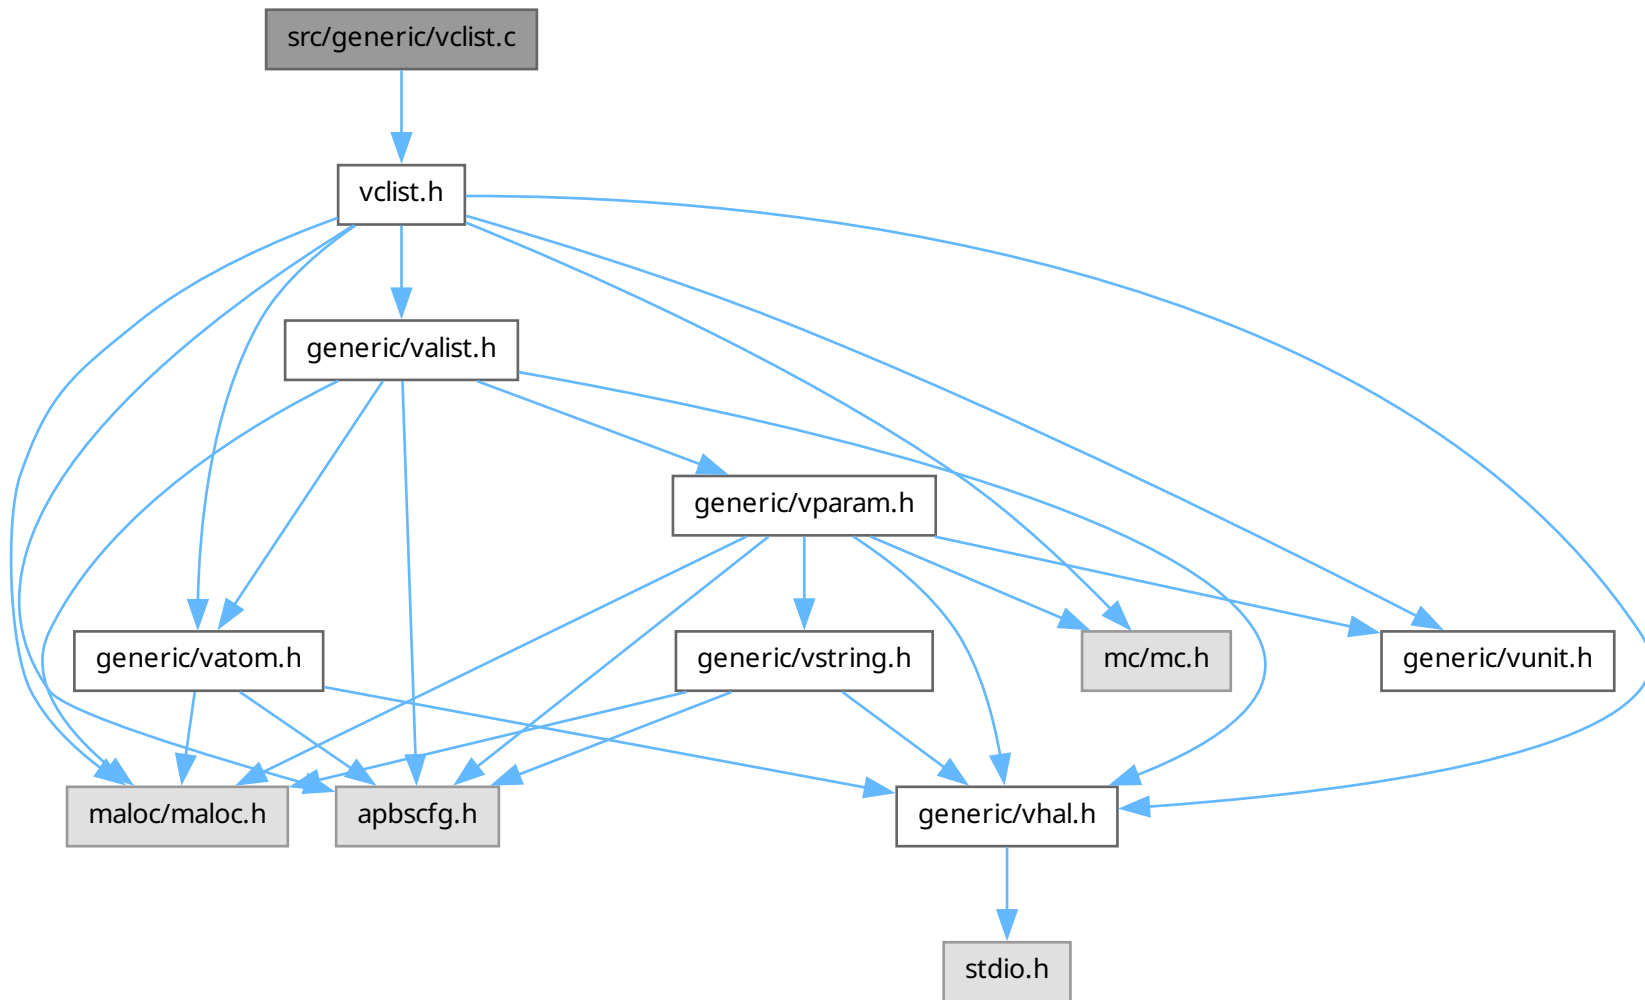 src/generic/vclist.c
vclist.h
generic/valist.h
generic/vparam.h
generic/vatom.h
generic/vstring.h
mc/mc.h
generic/vunit.h
maloc/maloc.h
apbscfg.h
generic/vhal.h
stdio.h